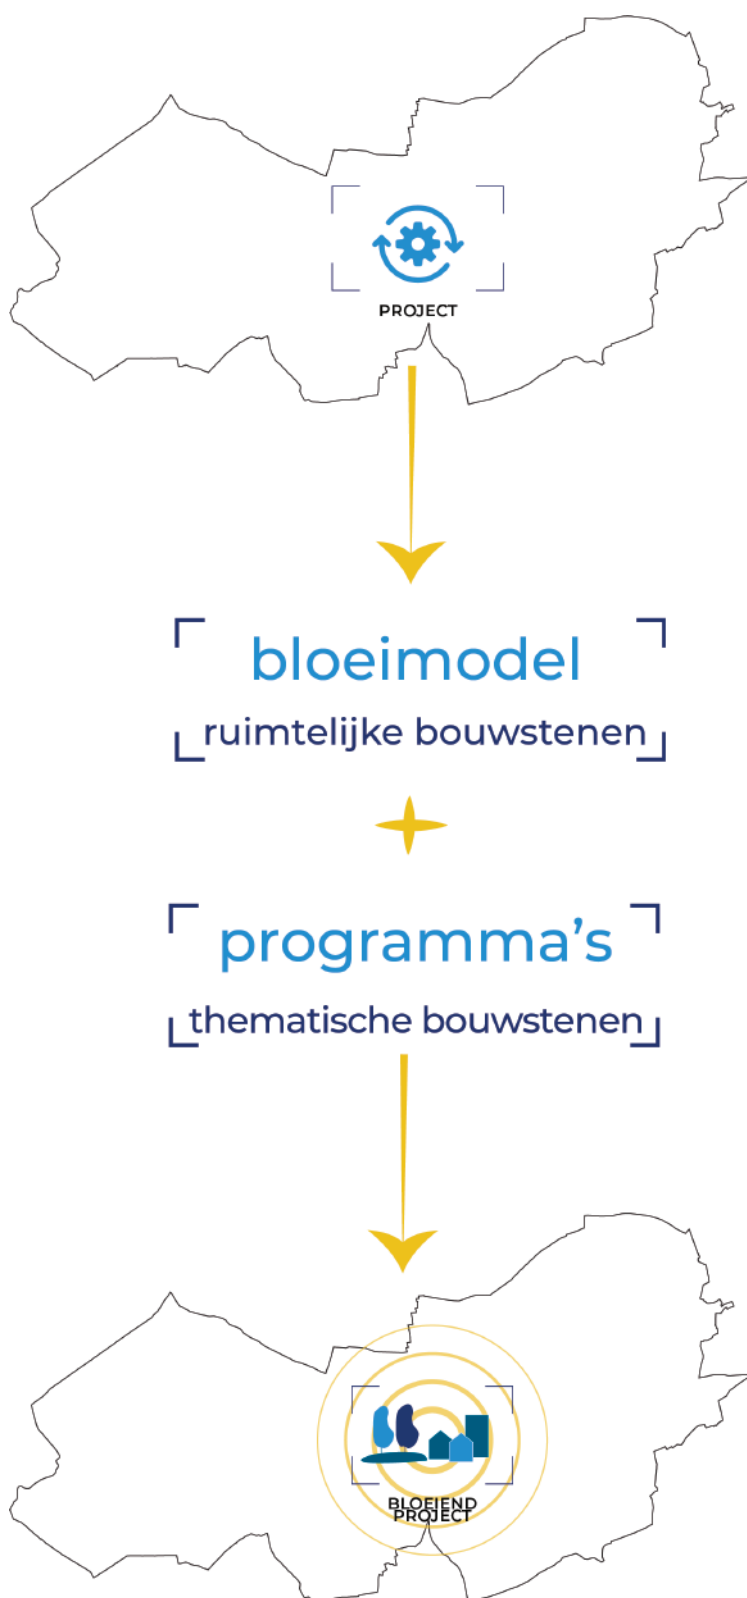 PROJECT
bloeimodel
ruimtelijke bouwstenen
programma’s
thematische bouwstenen
BLOEIEND
PROJECT